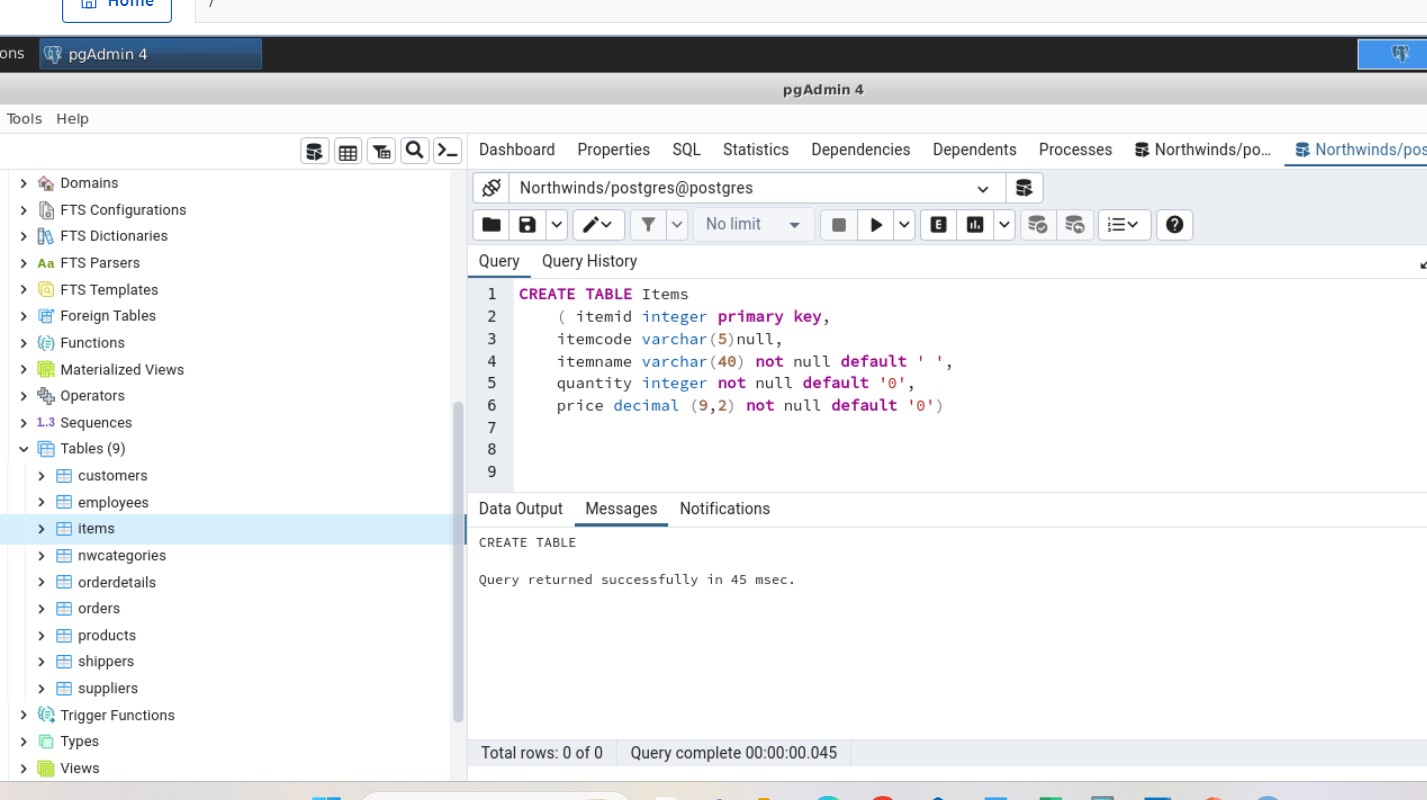 Home
/
ons pgAdmin 4
pgAdmin 4
Tools Help
Dashboard Properties SQL Statistics Dependencies Dependents Processes Northwinds/po... Northwinds/pos
Domains
FTS Configurations
FTS Dictionaries
Aa FTS Parsers
FTS Templates
Foreign Tables
Functions
Materialized Views
Operators
1.3 Sequences
Tables (9)
customers
employees
items
nwcategories
orderdetails
orders
products
shippers
suppliers
Trigger Functions
Types
Views
Northwinds/postgres@postgres
No limit E
Query Query History
1 CREATE TABLE Items
2 ( itemid integer primary key,
3 itemcode varchar(5)null,
4 itemname varchar(40) not null default ' ',
5 quantity integer not null default '0',
6 price decimal (9,2) not null default '0')
7
8
9
Data Output Messages Notifications
CREATE TABLE
Query returned successfully in 45 msec.
Total rows: 0 of 0 Query complete 00:00:00.045